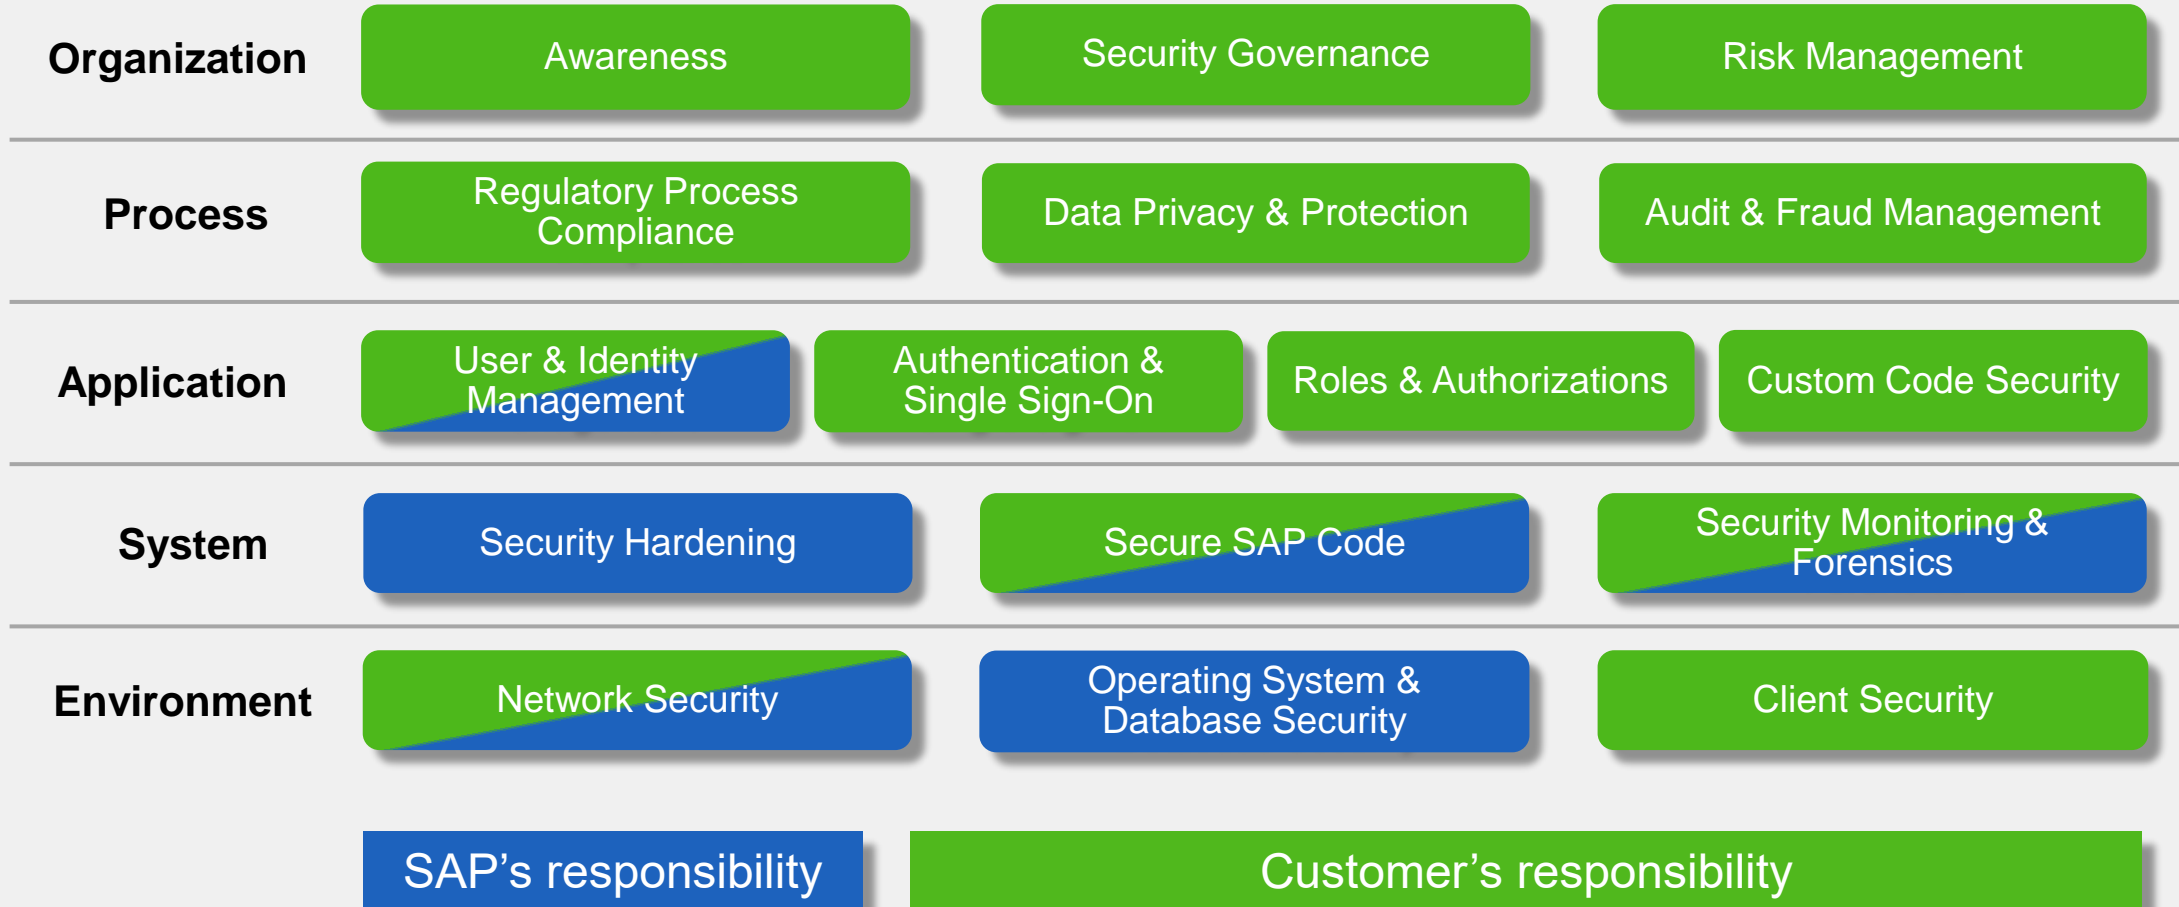 Organization
Awareness
Security Governance
Risk Management
Process
Regulatory Process
Compliance
Data Privacy & Protection
Audit & Fraud Management
Application
User & Identity
Management
Authentication &
Single Sign-On
Roles & Authorizations
Custom Code Security
System
Security Hardening
Secure SAP Code
Security Monitoring &
Forensics
Environment
Network Security
Operating System &
Database Security
Client Security
SAP’s responsibility
Customer’s responsibility